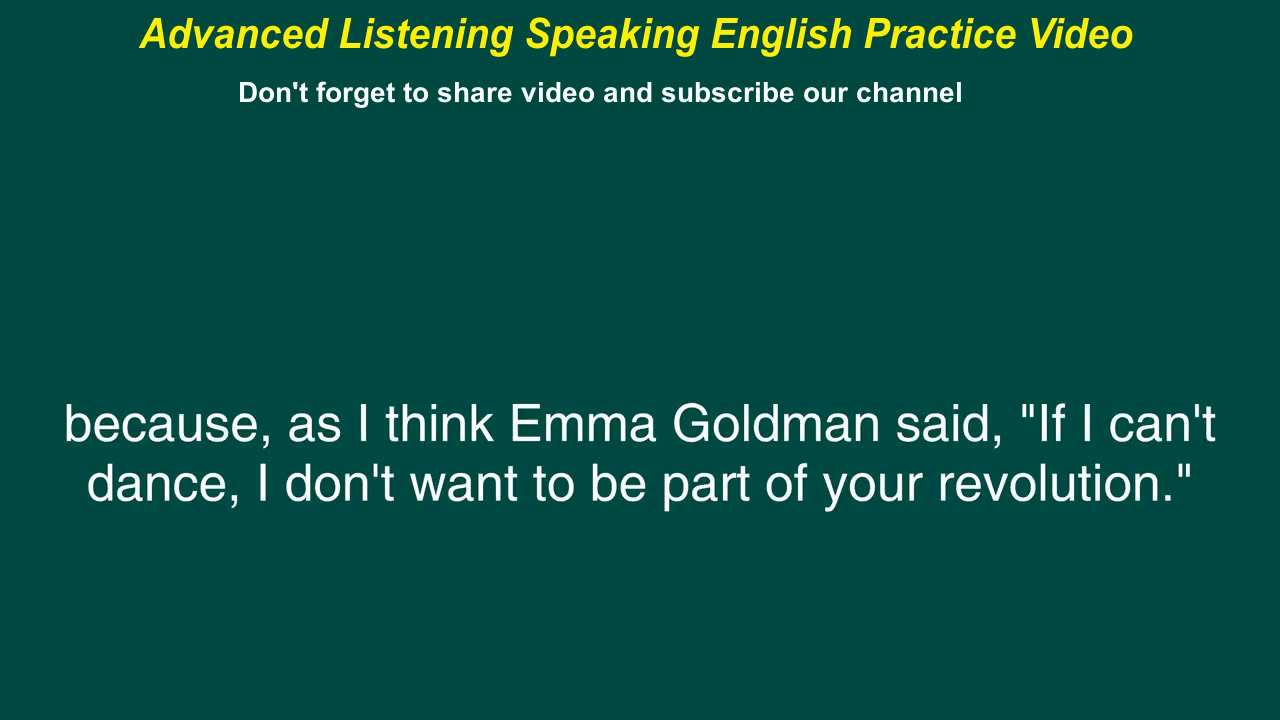 Advanced Listening Speaking English Practice Video
Don't forget to share video and subscribe our channel
because, as I think Emma Goldman said, "If I can't
dance, I don't want to be part of your revolution."